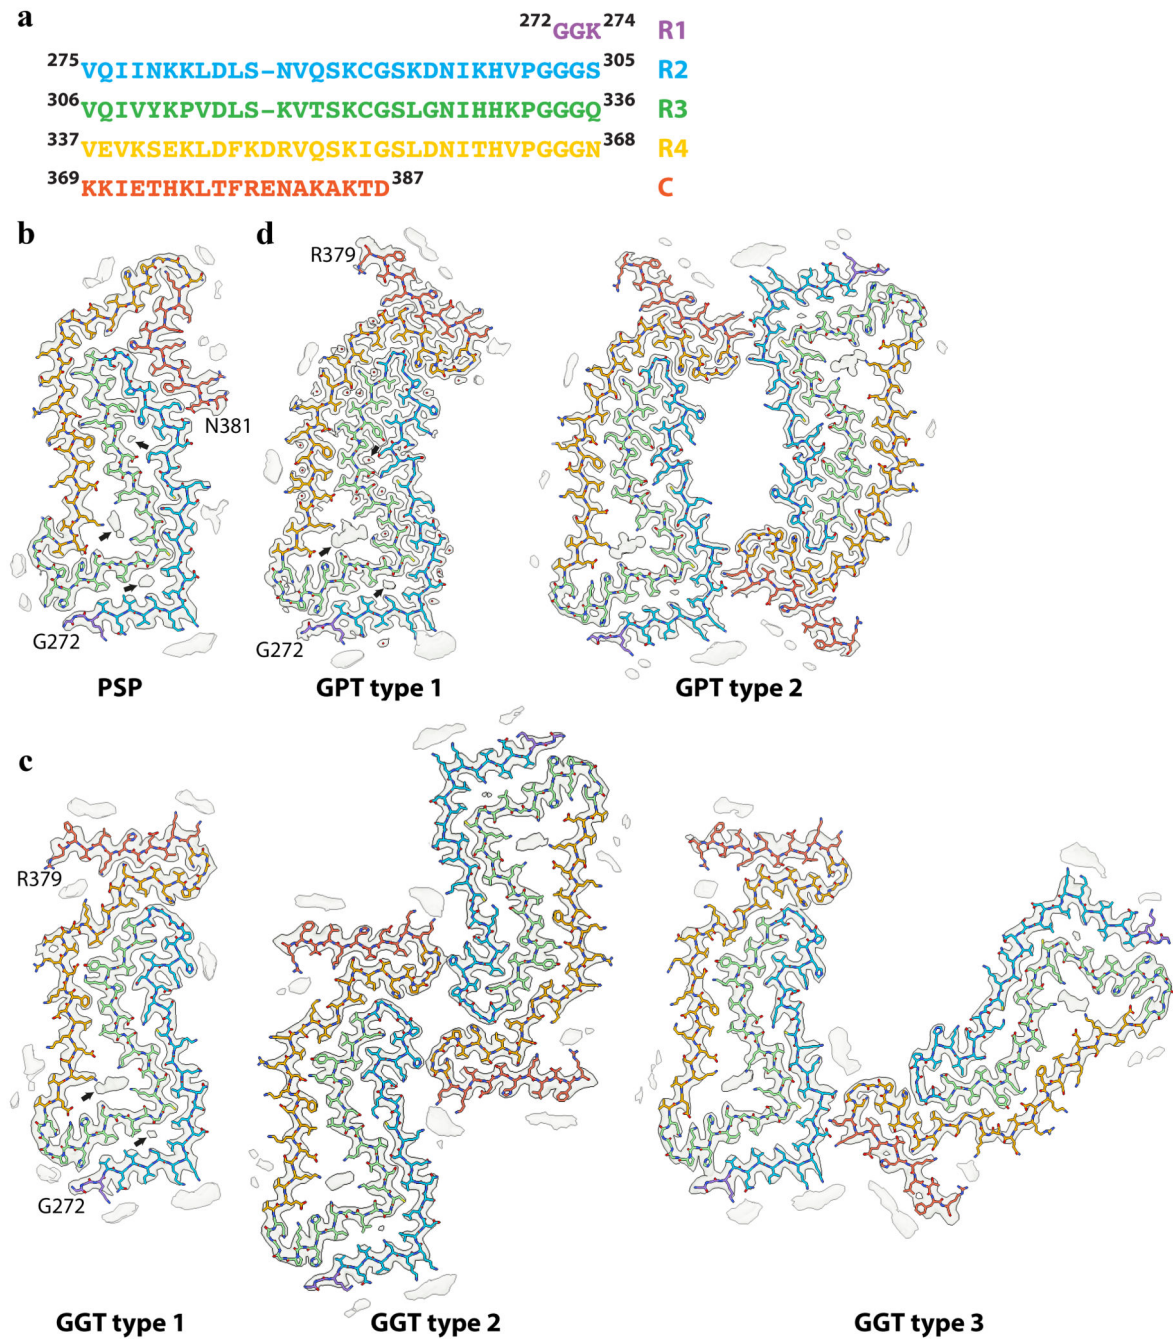 a
272GGK274 R1
275VQIINKKLDLS-NVQSKCGSKDNIKHVPGGGS305 R2
306VQIVYKPVDLS-KVTSKCGSLGNIHHKPGGGQ336 R3
337VEVKSEKLDFKDRVQSKIGSLDNITHVPGGGN368 R4
369KKIETHKLTFRENAKAKTD387 C
b d
R379
N381
G272 G272
PSP GPT type 1 GPT type 2
c
R379
G272
GGT type 1 GGT type 2 GGT type 3